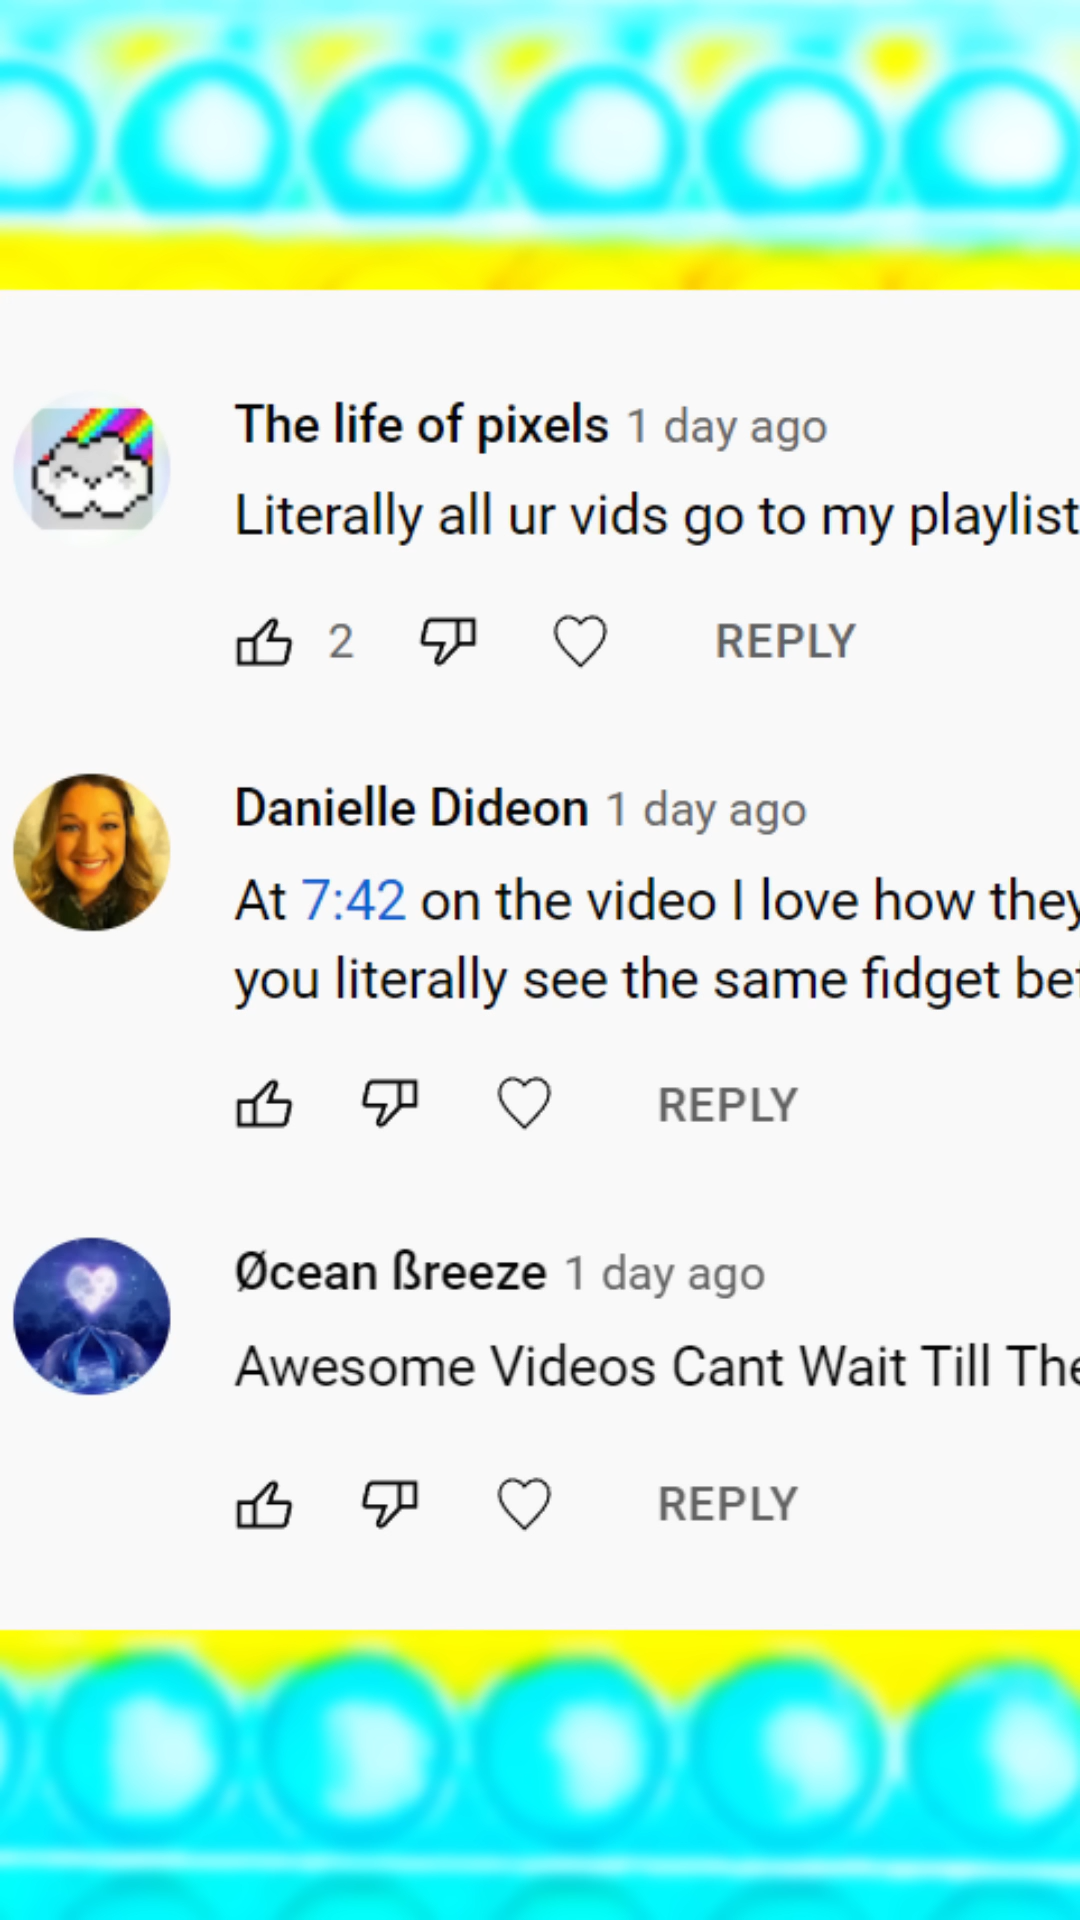 The life of pixels 1 day ago
Literally all ur vids go to my playlist
2 REPLY
Danielle Dideon 1 day ago
At 7:42 on the video I love how they
you literally see the same fidget
REPLY
Øcean ßreeze 1 day ago
Awesome Videos Cant Wait Till
REPLY